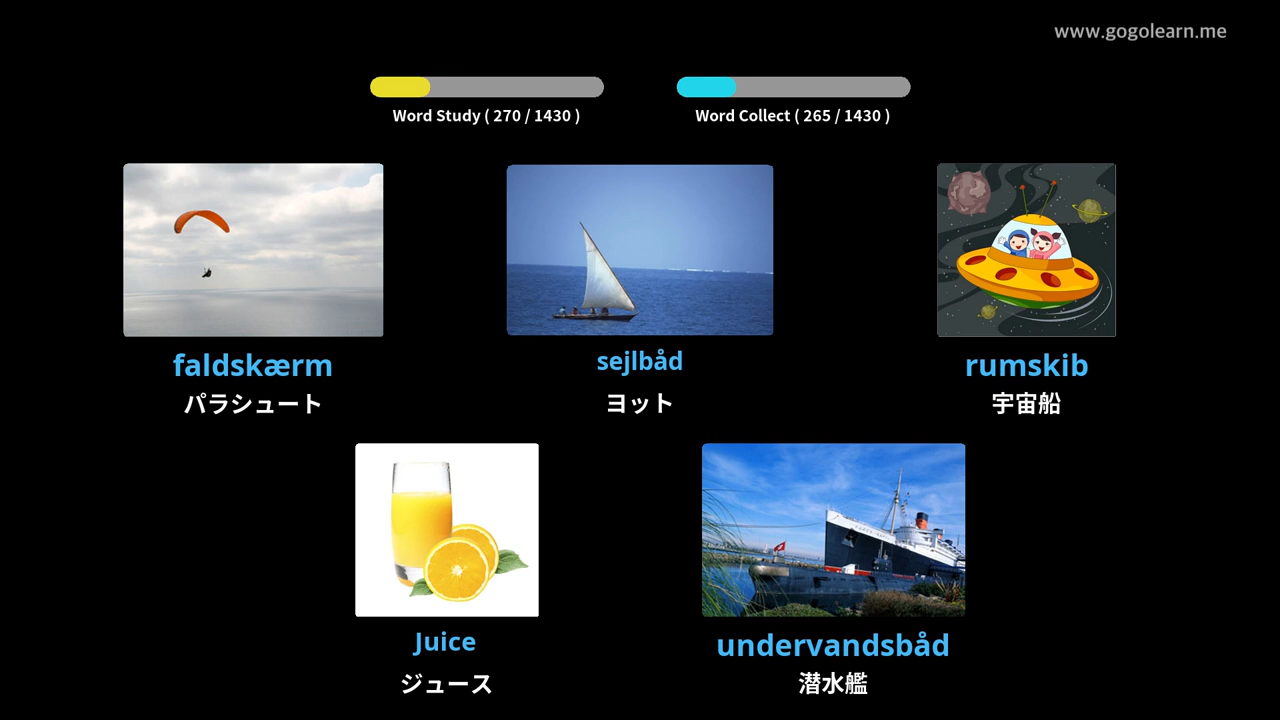 www.gogolearn.me
Word Study ( 270 / 1430 )
Word Collect ( 265 / 1430 )
faldskærm
パラシュート
sejlbåd
ヨット
rumskib
宇宙船
Juice
ジュース
undervandsbåd
潜水艦